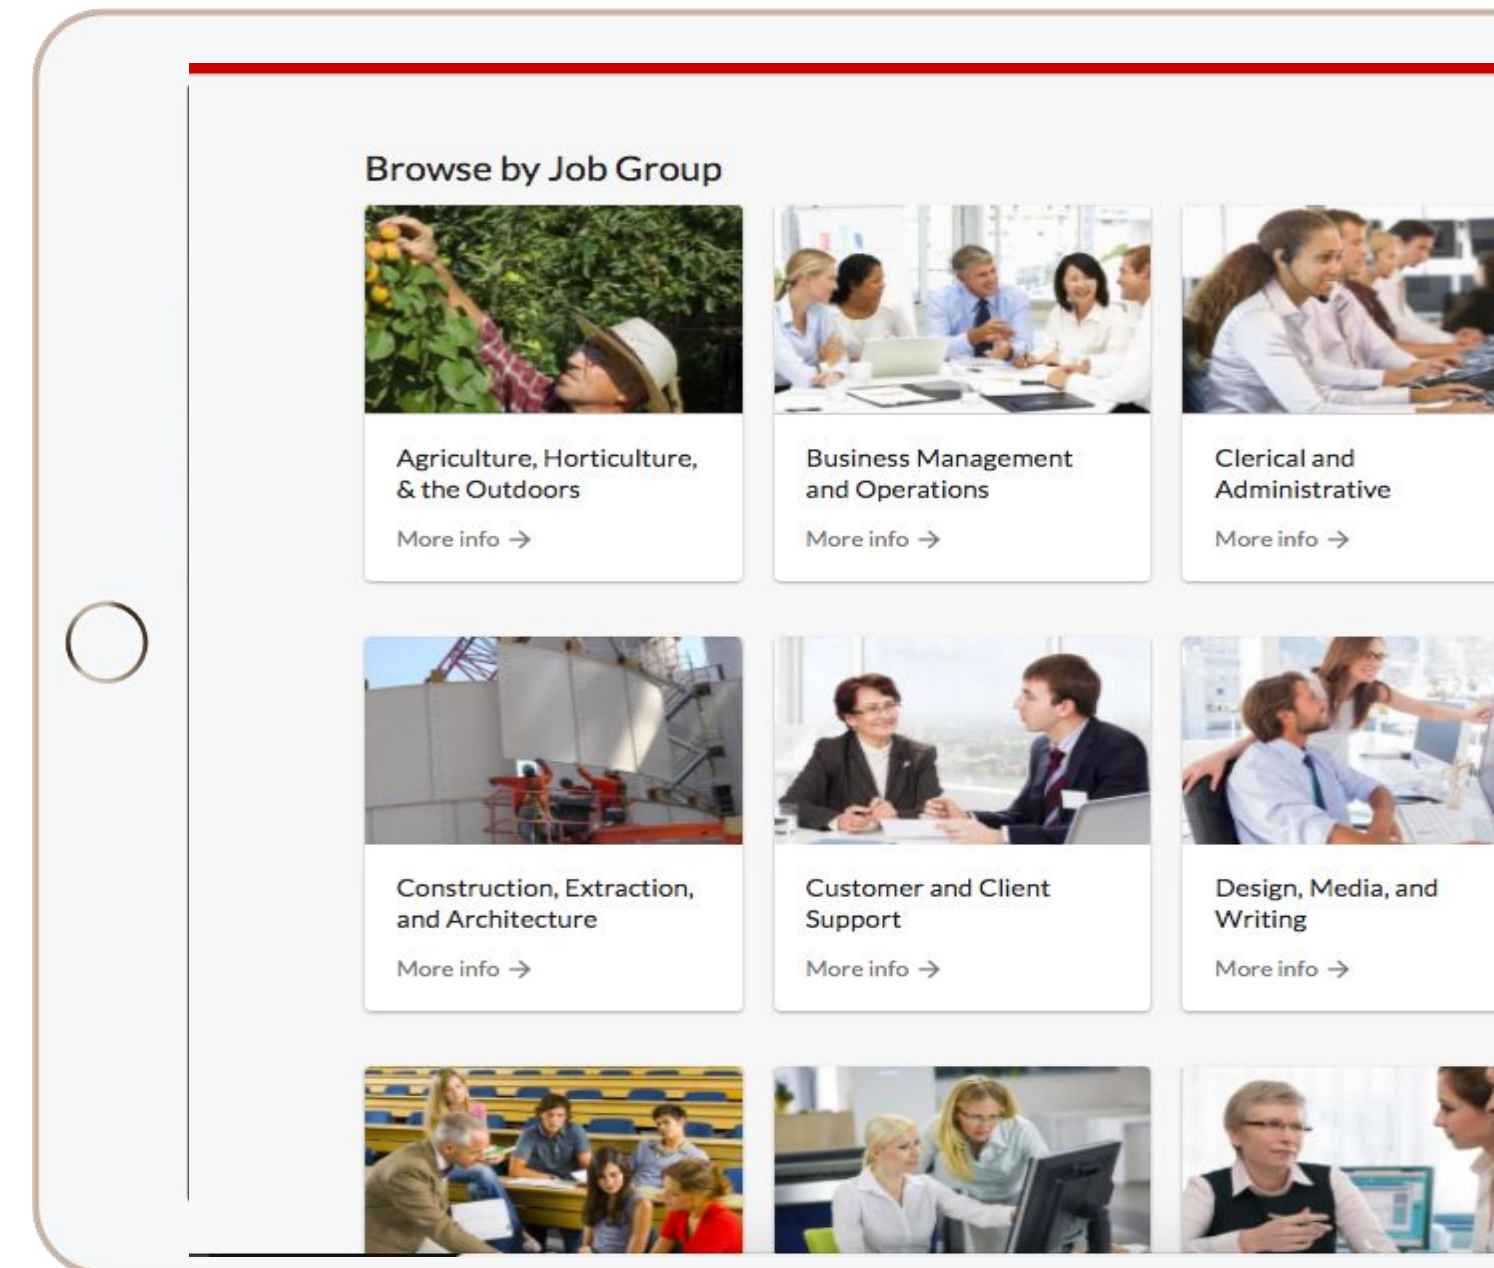 Browse by Job Group
Agriculture, Horticulture,
& the Outdoors
More info →
Business Management
and Operations
More info →
Clerical and
Administrative
More info →
Construction, Extraction,
and Architecture
More info →
Customer and Client
Support
More info →
Design, Media, and
Writing
More info →